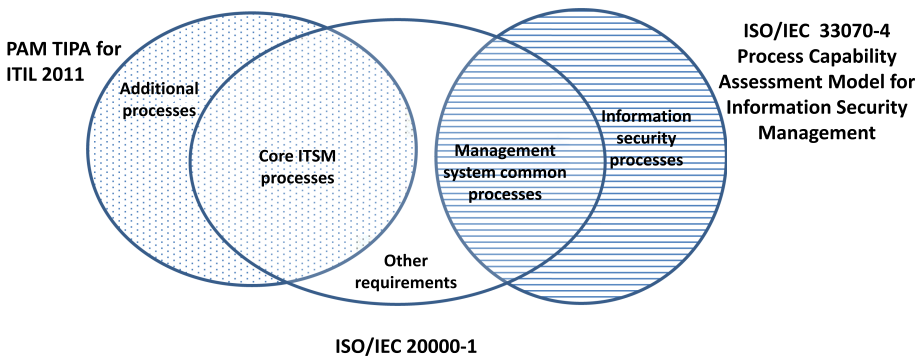 PAM TIPA for
ITIL 2011
Additional
processes
Core ITSM
processes
Other
requirements
Management
system common
processes
Information
security
processes
ISO/IEC 33070-4
Process Capability
Assessment Model for
Information Security
Management
ISO/IEC 20000-1